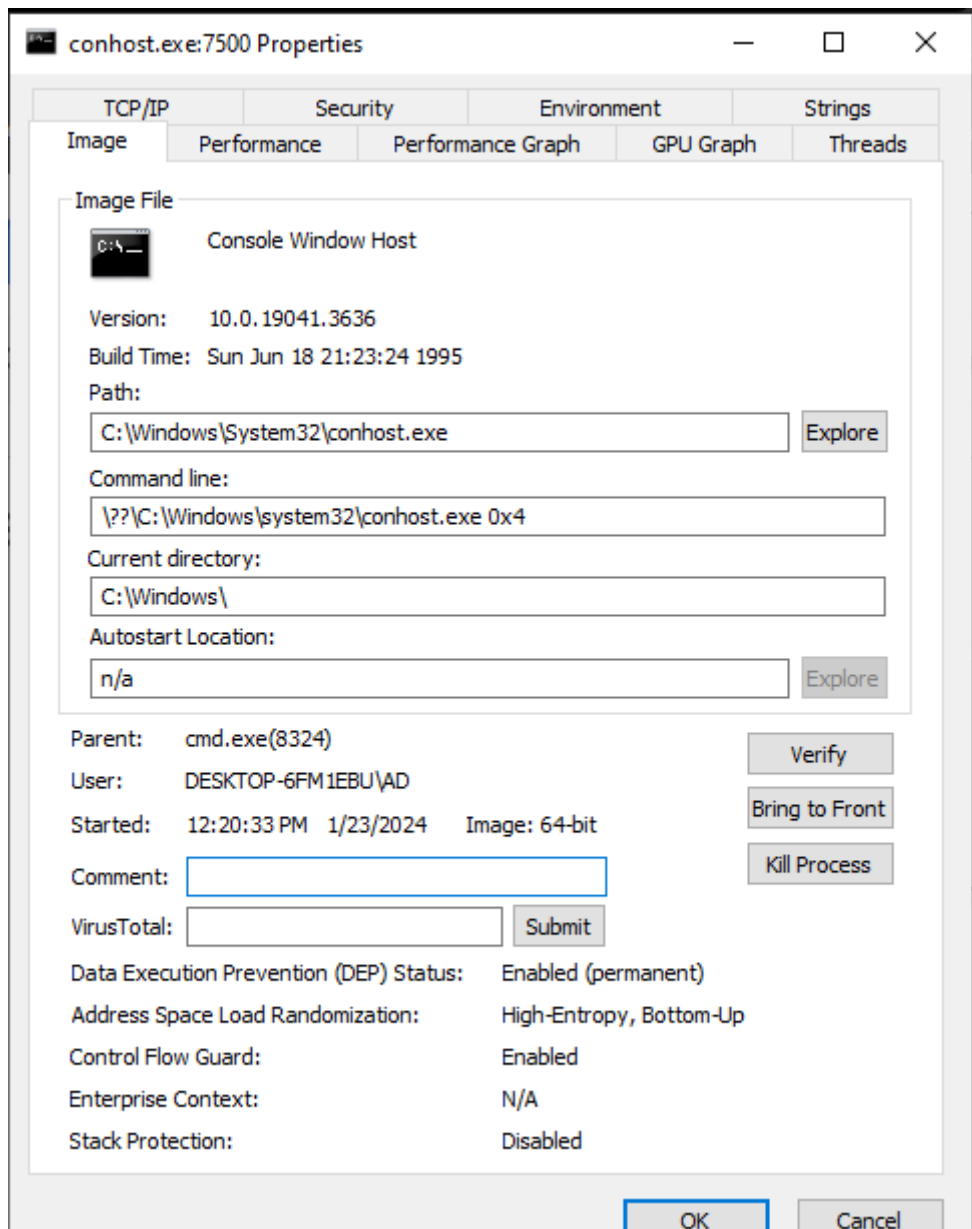 conhost.exe:7500 Properties
TCP/IP Security Environment Strings
Image Performance Performance Graph GPU Graph Threads
Image File
C:\
Console Window Host
Version: 10.0.19041.3636
Build Time: Sun Jun 18 21:23:24 1995
Path:
C:\Windows\System32\conhost.exe Explore
Command line:
\??\C:\Windows\system32\conhost.exe 0x4
Current directory:
C:\Windows\
Autostart Location:
n/a Explore
Parent: cmd.exe(8324)
Verify
User: DESKTOP-6FM1EBU\AD
Bring to Front
Started: 12:20:33 PM 1/23/2024 Image: 64-bit
Kill Process
Comment:
VirusTotal: Submit
Data Execution Prevention (DEP) Status: Enabled (permanent)
Address Space Load Randomization: High-Entropy, Bottom-Up
Control Flow Guard: Enabled
Enterprise Context: N/A
Stack Protection: Disabled
OK Cancel